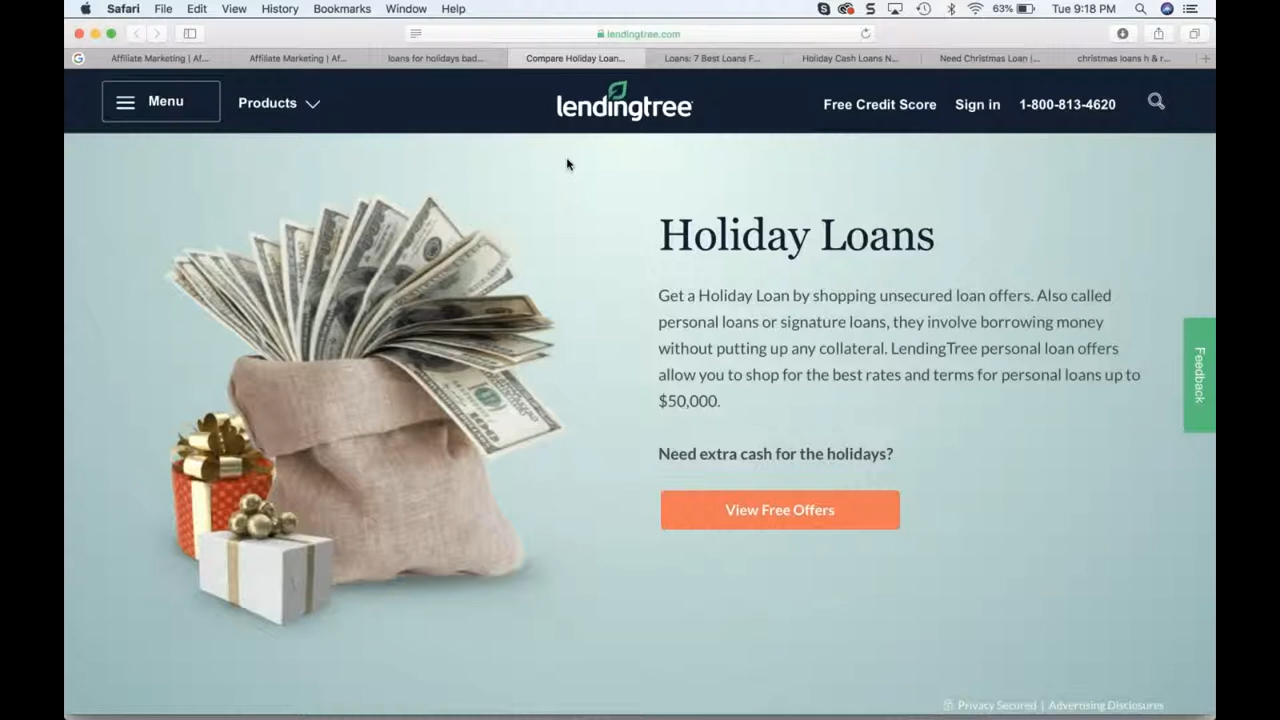 Safari File Edit View History Bookmarks Window Help 63% Tue 9:18 PM
lendingtree.com
Affiliate Marketing | Af... Affiliate Marketing | Af... loans for holidays bad... Compare Holiday Loan... Loans: 7 Best Loans F... Holiday Cash Loans N... Need Christmas Loan |... christmas loans h & r...
Menu Products lendingtree Free Credit Score Sign in 1-800-813-4620
Holiday Loans
Get a Holiday Loan by shopping unsecured loan offers. Also called
personal loans or signature loans, they involve borrowing money
without putting up any collateral. LendingTree personal loan offers
allow you to shop for the best rates and terms for personal loans up to
$50,000.
Feedback
Need extra cash for the holidays?
View Free Offers
100
Privacy Secured | Advertising Disclosures